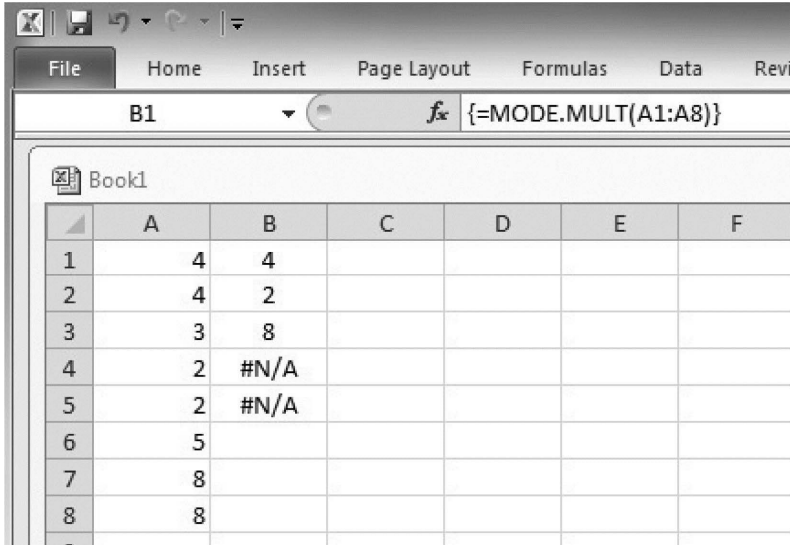 File Home Insert Page Layout Formulas Data Revi
B1 fx {=MODE.MULT(A1:A8)}
Book1
A B C D E F
1 4 4
2 4 2
3 3 8
4 2 #N/A
5 2 #N/A
6 5
7 8
8 8